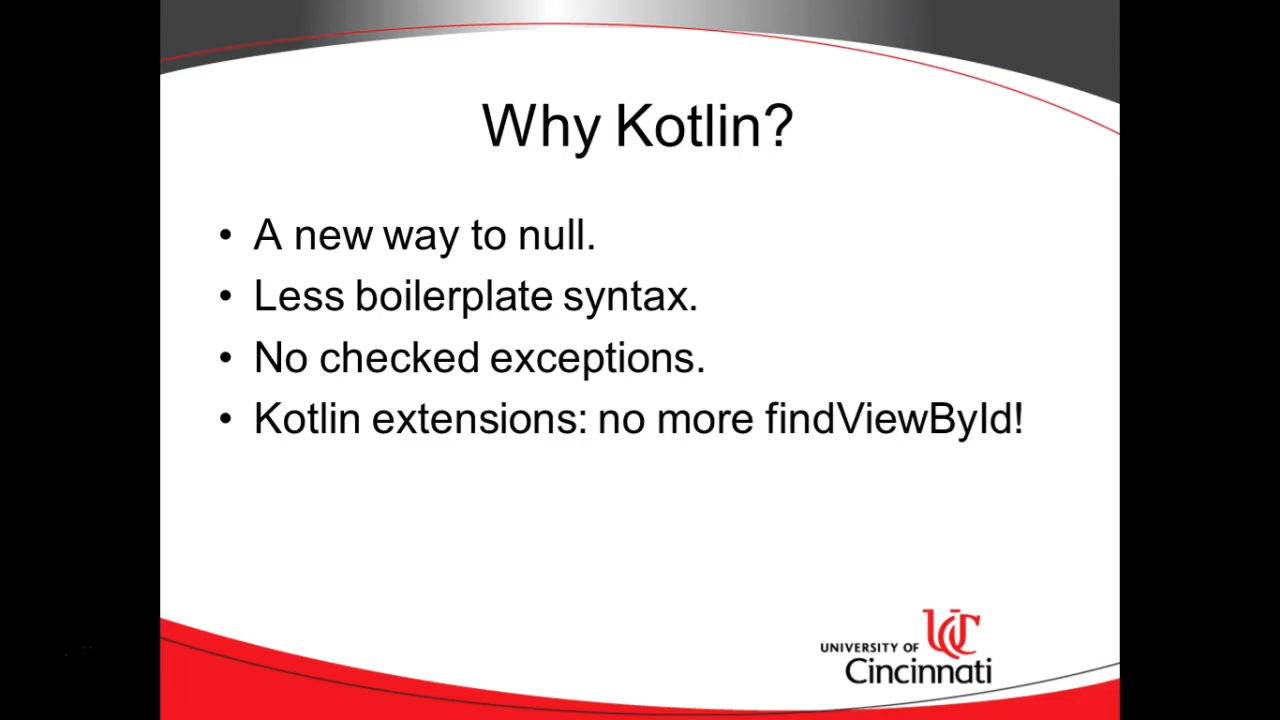 Why Kotlin?
• A new way to null.
• Less boilerplate syntax.
• No checked exceptions.
• Kotlin extensions: no more findViewById!
UC
UNIVERSITY OF
Cincinnati